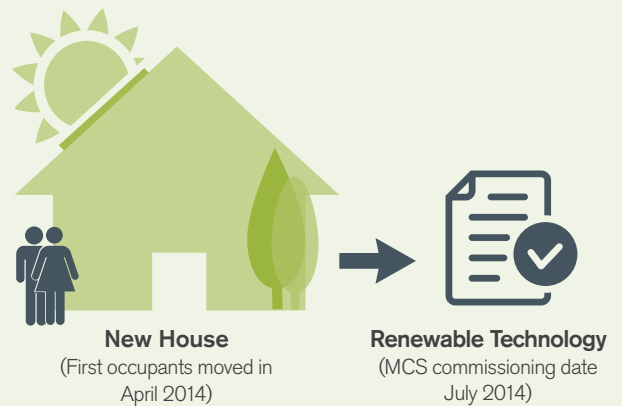 New House
(First occupants moved in
April 2014)
Renewable Technology
(MCS commissioning date
July 2014)